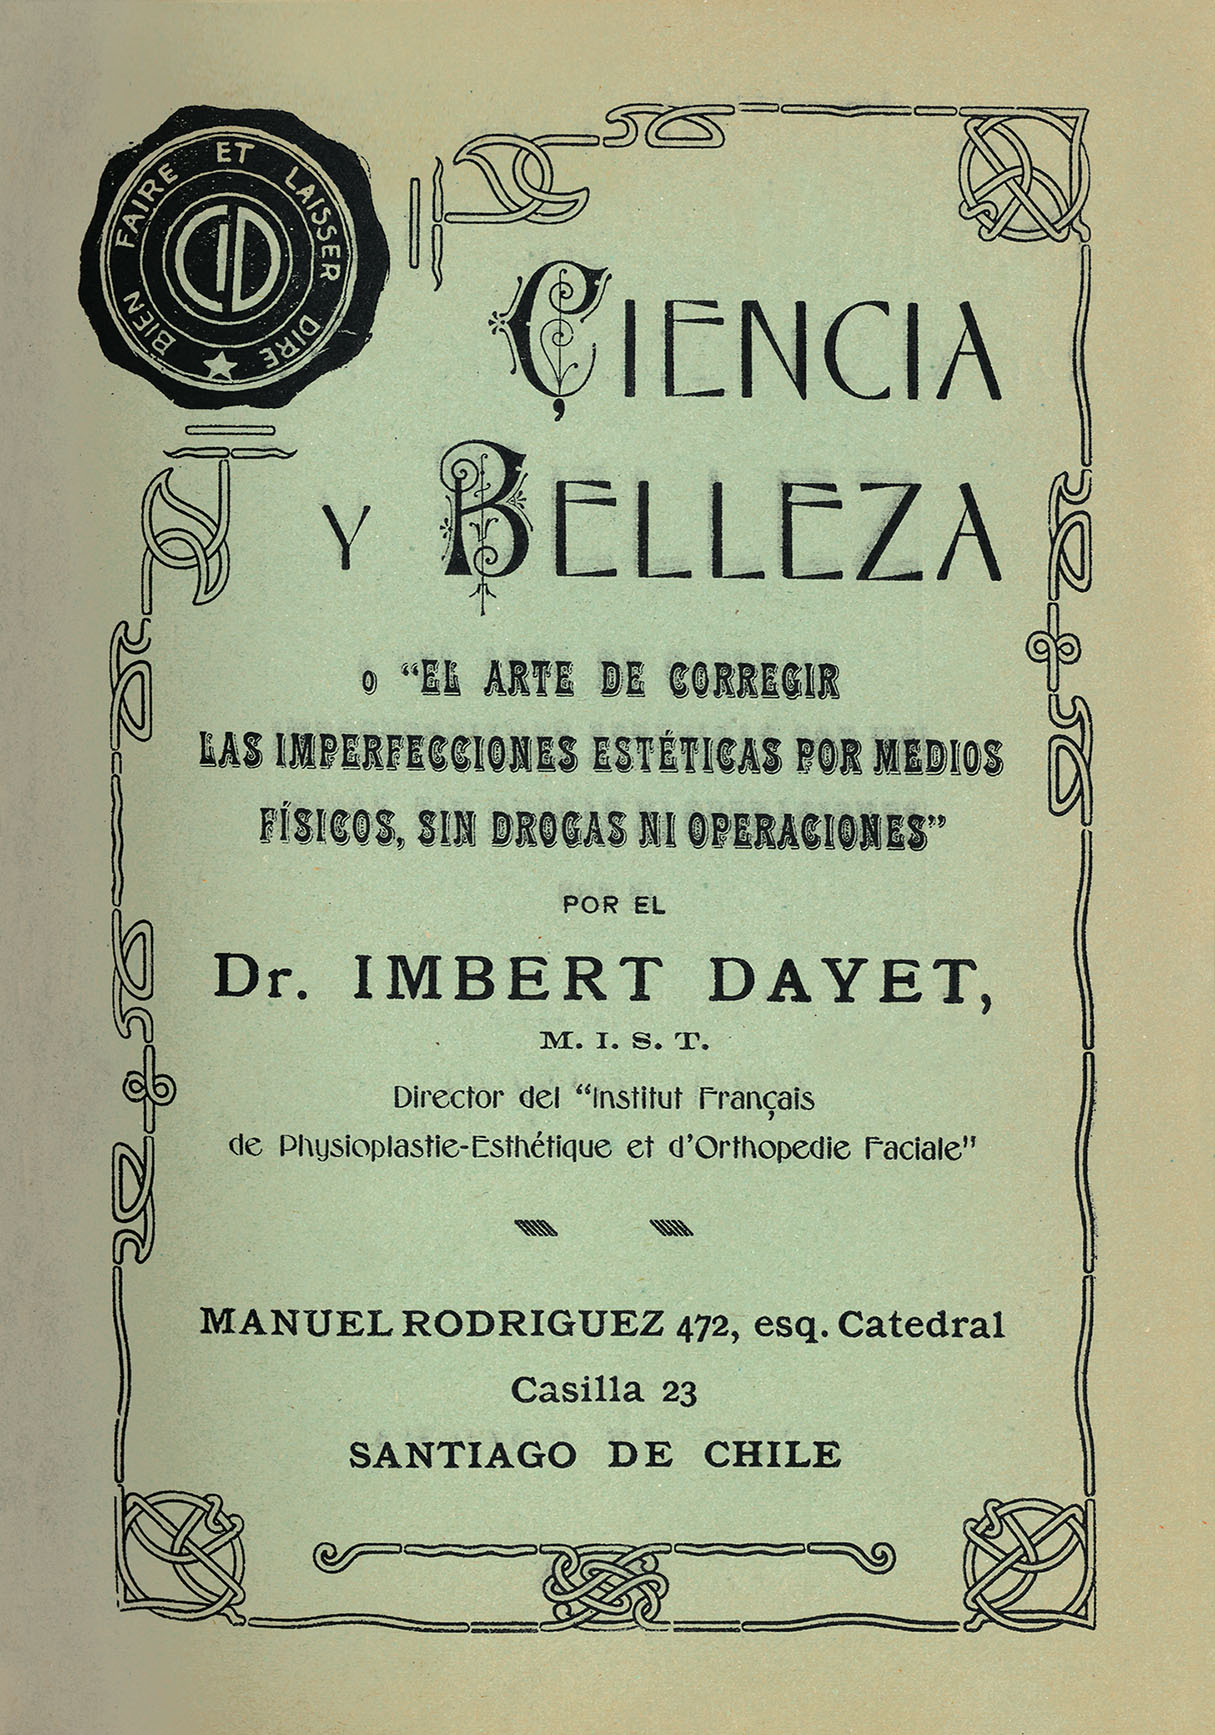 BIEN FAIRE ET LAISSER DIRE
ID
CIENCIA
Y BELLEZA
o “EL ARTE DE CORREGIR
LAS IMPERFECCIONES ESTÉTICAS POR MEDIOS
FÍSICOS, SIN DROGAS NI OPERACIONES”
POR EL
Dr. IMBERT DAYET,
M. I. S. T.
Director del “Institut Français
de Physioplastie-Esthétique et d’Orthopedie Faciale”
MANUEL RODRIGUEZ 472, esq. Catedral
Casilla 23
SANTIAGO DE CHILE